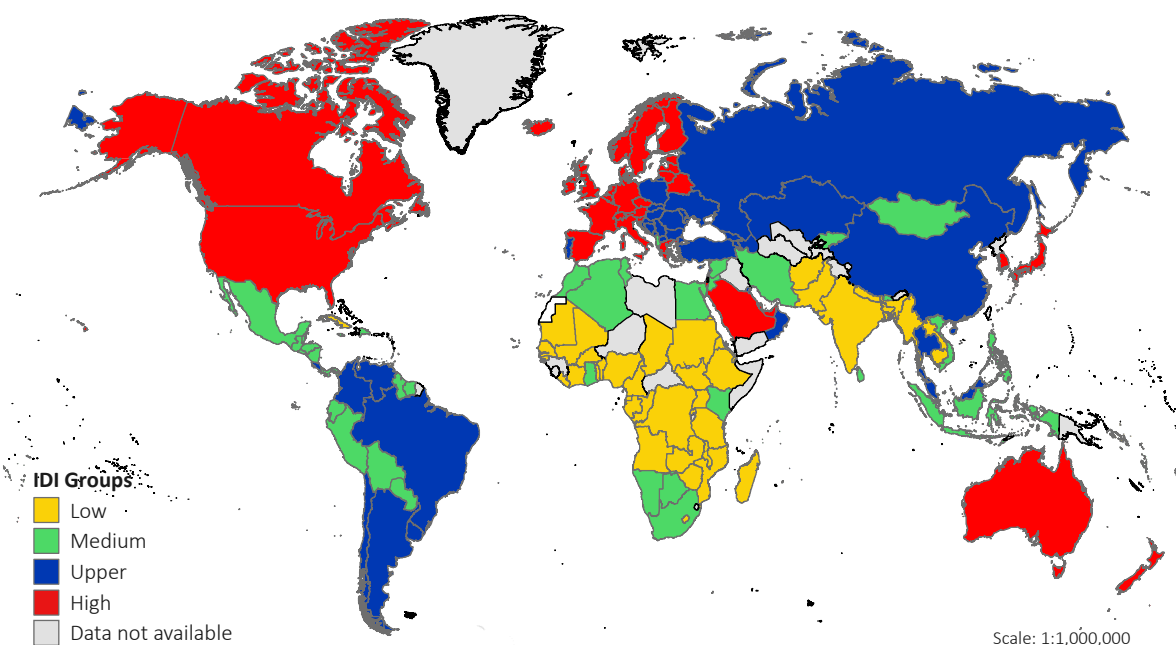 IDI Groups
Low
Medium
Upper
High
Data not available
Scale: 1:1,000,000